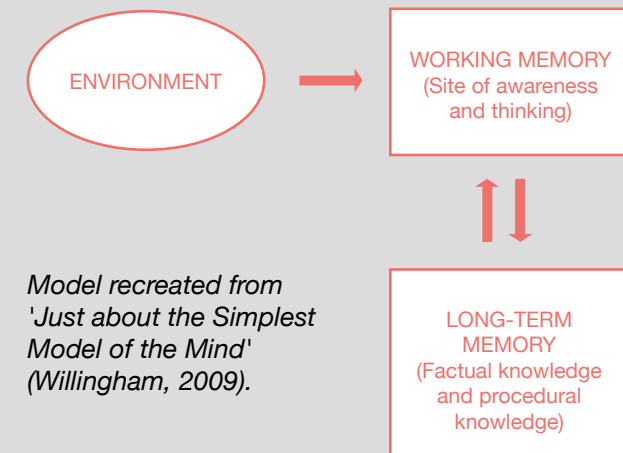 ENVIRONMENT
WORKING MEMORY
(Site of awareness
and thinking)
Model recreated from
'Just about the Simplest
Model of the Mind'
(Willingham, 2009).
LONG-TERM
MEMORY
(Factual knowledge
and procedural
knowledge)